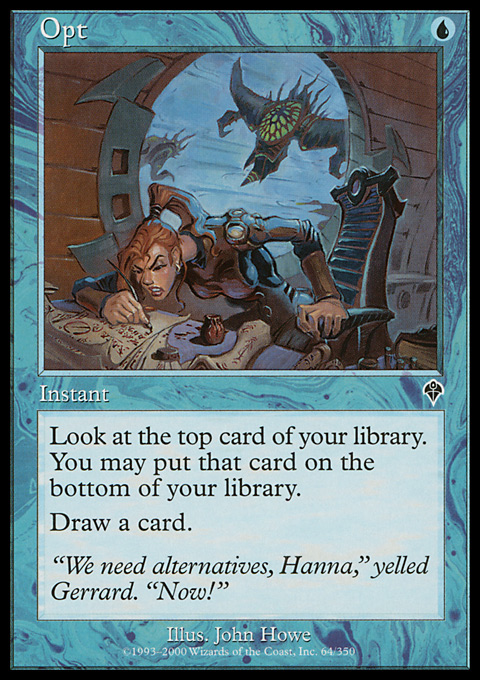 Opt
Instant
Look at the top card of your library.
You may put that card on the
bottom of your library.
Draw a card.
“We need alternatives, Hanna,” yelled
Gerrard. “Now!”
Illus. John Howe
©1993–2000 Wizards of the Coast, Inc. 64/350